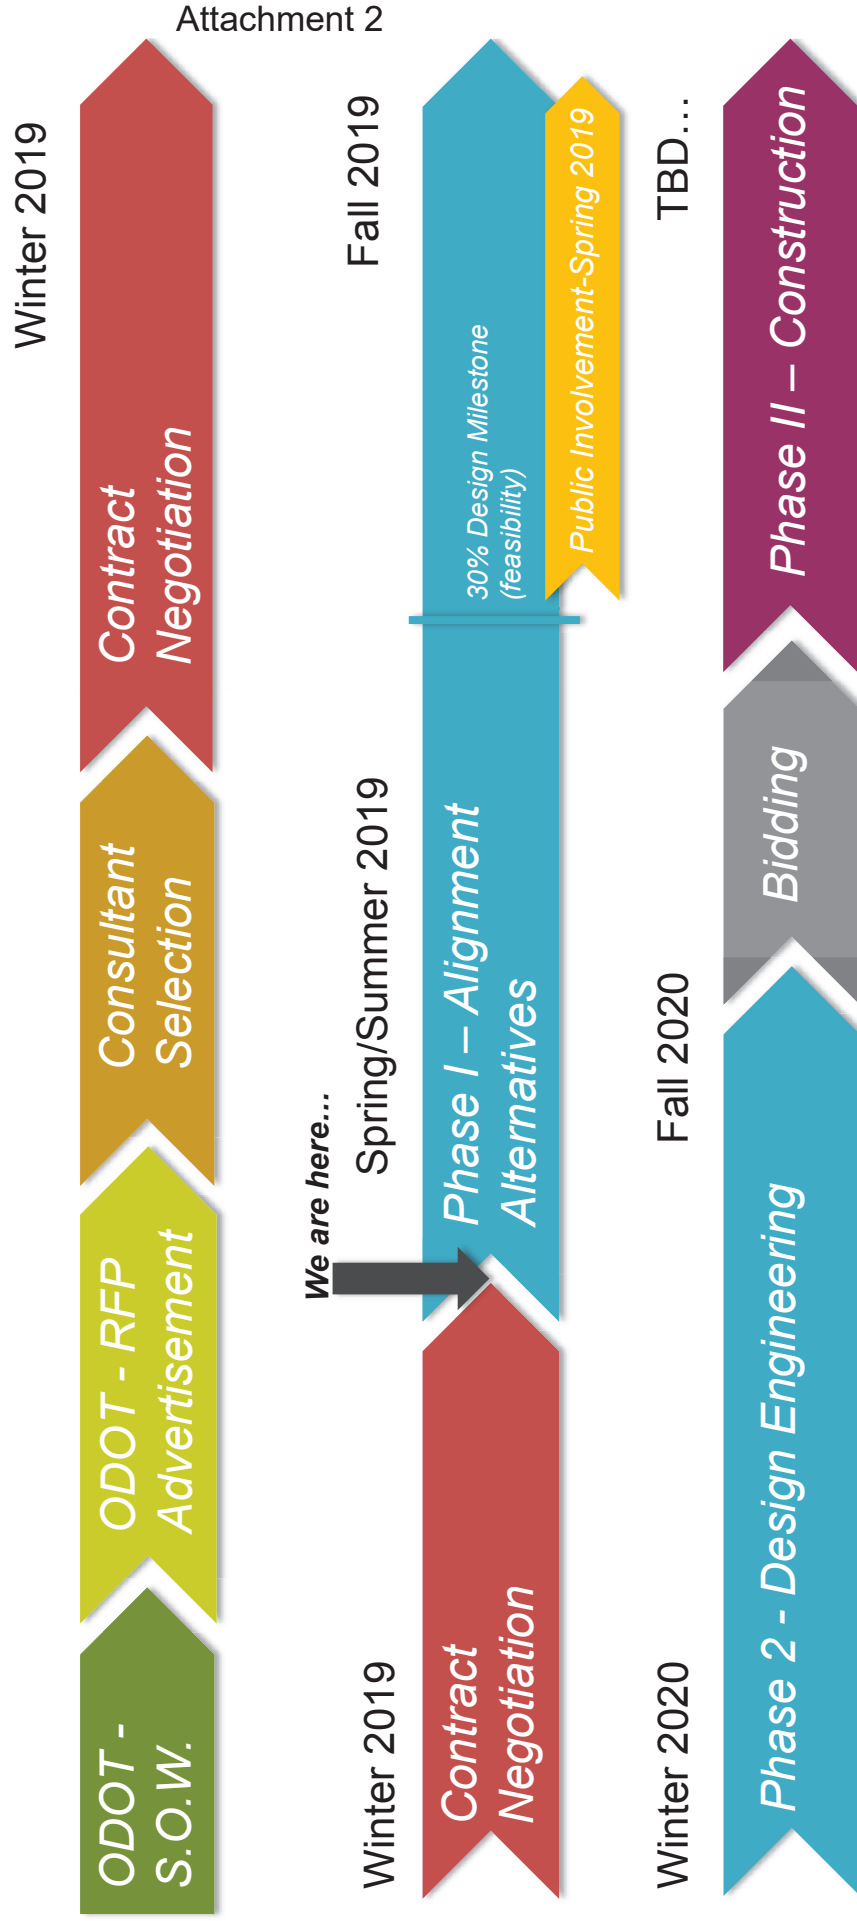 Attachment 2
Winter 2019
ODOT -
S.O.W.
ODOT - RFP
Advertisement
Consultant
Selection
Contract
Negotiation
We are here...
Winter 2019
Spring/Summer 2019
Fall 2019
Contract
Negotiation
Phase I – Alignment
Alternatives
30% Design Milestone
(feasibility)
Public Involvement-Spring 2019
Winter 2020
Fall 2020
TBD...
Phase 2 - Design Engineering
Bidding
Phase II – Construction